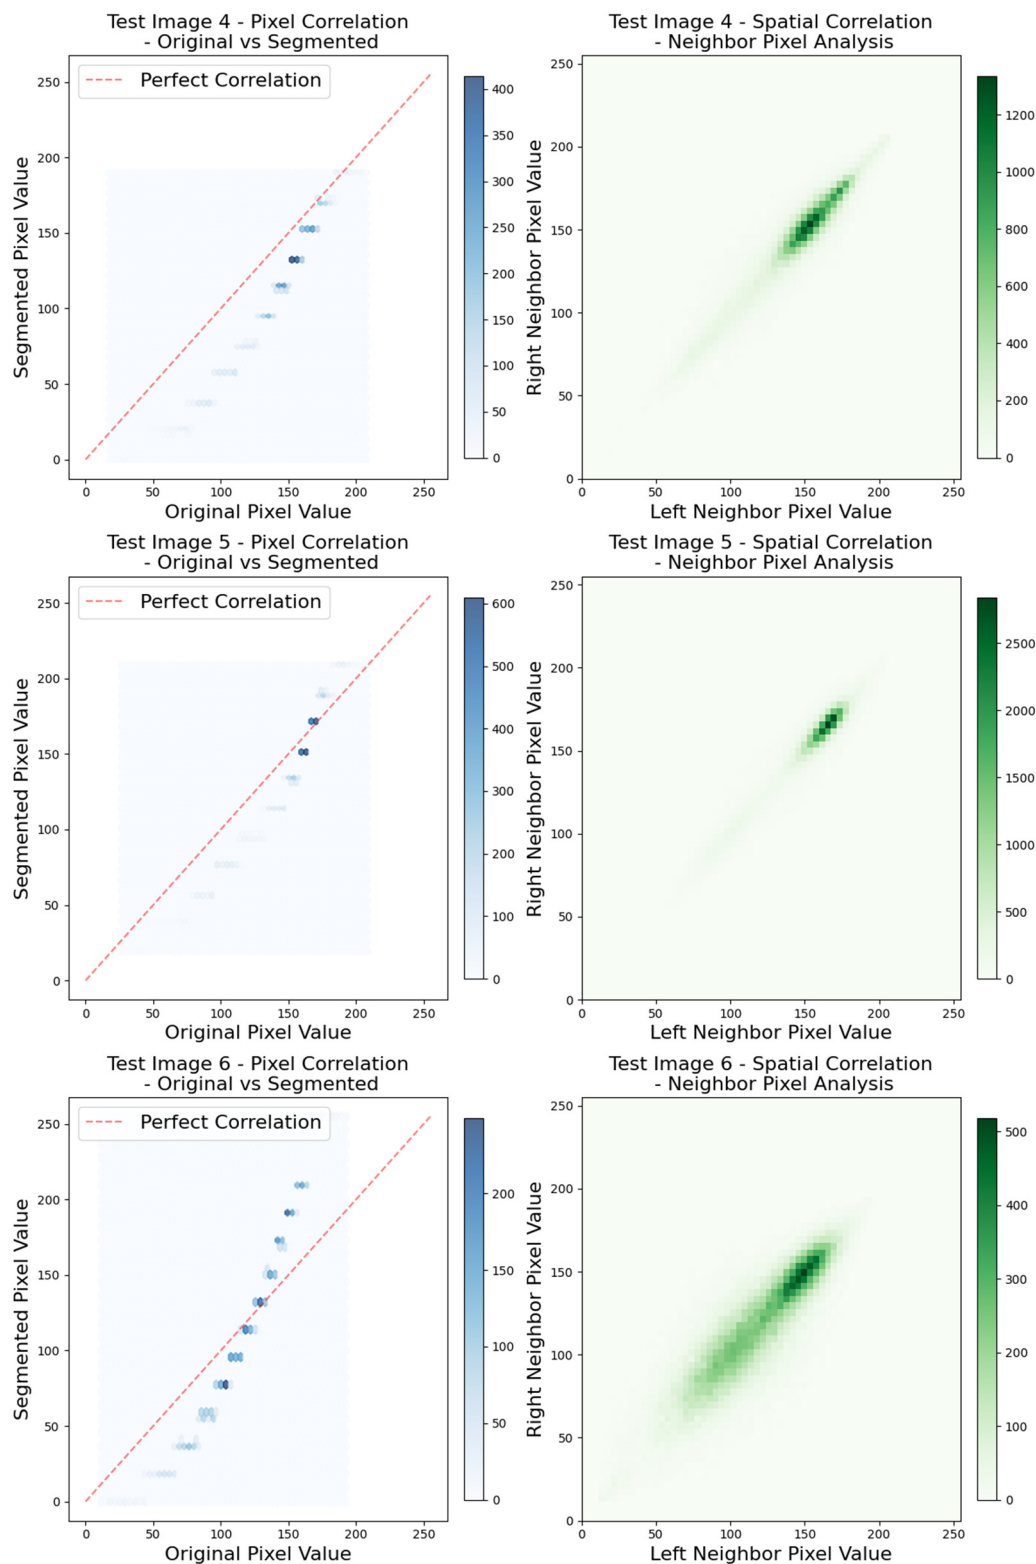 Test Image 4 - Pixel Correlation
- Original vs Segmented
Perfect Correlation
250
200
150
100
50
0
Segmented Pixel Value
0 50 100 150 200 250
Original Pixel Value
400
350
300
250
200
150
100
50
0
Test Image 4 - Spatial Correlation
- Neighbor Pixel Analysis
250
200
150
100
50
0
Right Neighbor Pixel Value
0 50 100 150 200 250
Left Neighbor Pixel Value
1200
1000
800
600
400
200
0
Test Image 5 - Pixel Correlation
- Original vs Segmented
Perfect Correlation
250
200
150
100
50
0
Segmented Pixel Value
0 50 100 150 200 250
Original Pixel Value
600
500
400
300
200
100
0
Test Image 5 - Spatial Correlation
- Neighbor Pixel Analysis
250
200
150
100
50
0
Right Neighbor Pixel Value
0 50 100 150 200 250
Left Neighbor Pixel Value
2500
2000
1500
1000
500
0
Test Image 6 - Pixel Correlation
- Original vs Segmented
Perfect Correlation
250
200
150
100
50
0
Segmented Pixel Value
0 50 100 150 200 250
Original Pixel Value
200
150
100
50
0
Test Image 6 - Spatial Correlation
- Neighbor Pixel Analysis
250
200
150
100
50
0
Right Neighbor Pixel Value
0 50 100 150 200 250
Left Neighbor Pixel Value
500
400
300
200
100
0